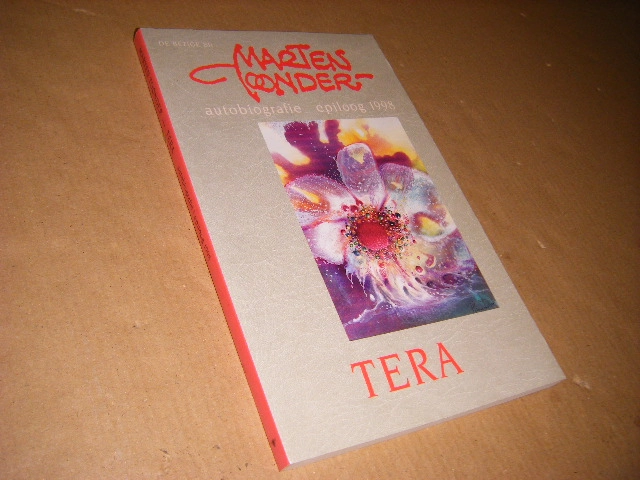 DE BEZIGE BIJ
MARTEN
TOONDER
autobiografie epiloog 1998
TERA